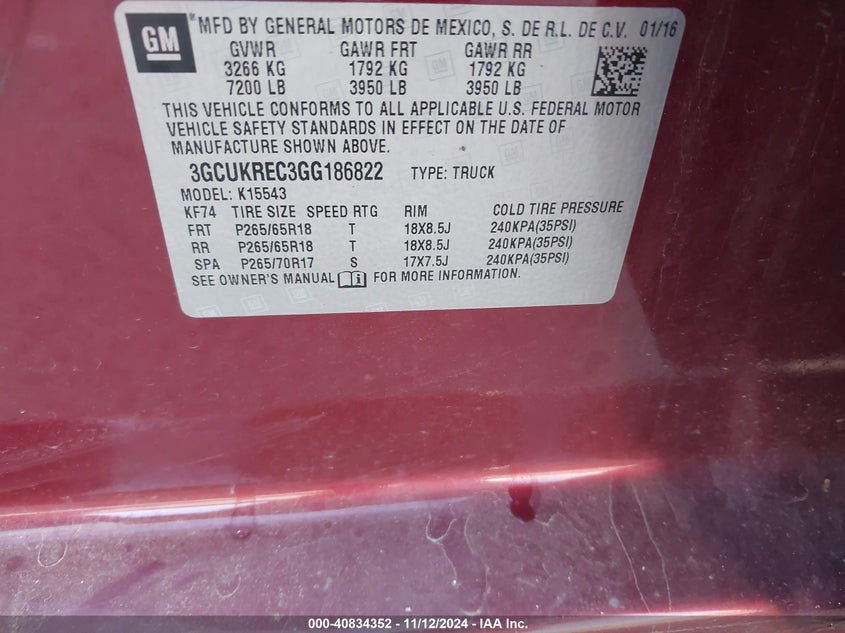 GM
MFD BY GENERAL MOTORS DE MEXICO, S. DE R.L. DE C.V. 01/16
GVWR GAWR FRT GAWR RR
3266 KG 1792 KG 1792 KG
7200 LB 3950 LB 3950 LB
THIS VEHICLE CONFORMS TO ALL APPLICABLE U.S. FEDERAL MOTOR
VEHICLE SAFETY STANDARDS IN EFFECT ON THE DATE OF
MANUFACTURE SHOWN ABOVE.
3GCUKREC3GG186822 TYPE: TRUCK
MODEL: K15543
KF74 TIRE SIZE SPEED RTG RIM COLD TIRE PRESSURE
FRT P265/65R18 T 18X8.5J 240KPA(35PSI)
RR P265/65R18 T 18X8.5J 240KPA(35PSI)
SPA P265/70R17 S 17X7.5J 240KPA(35PSI)
SEE OWNER'S MANUAL FOR MORE INFORMATION.
000-40834352 - 11/12/2024 - IAA Inc.